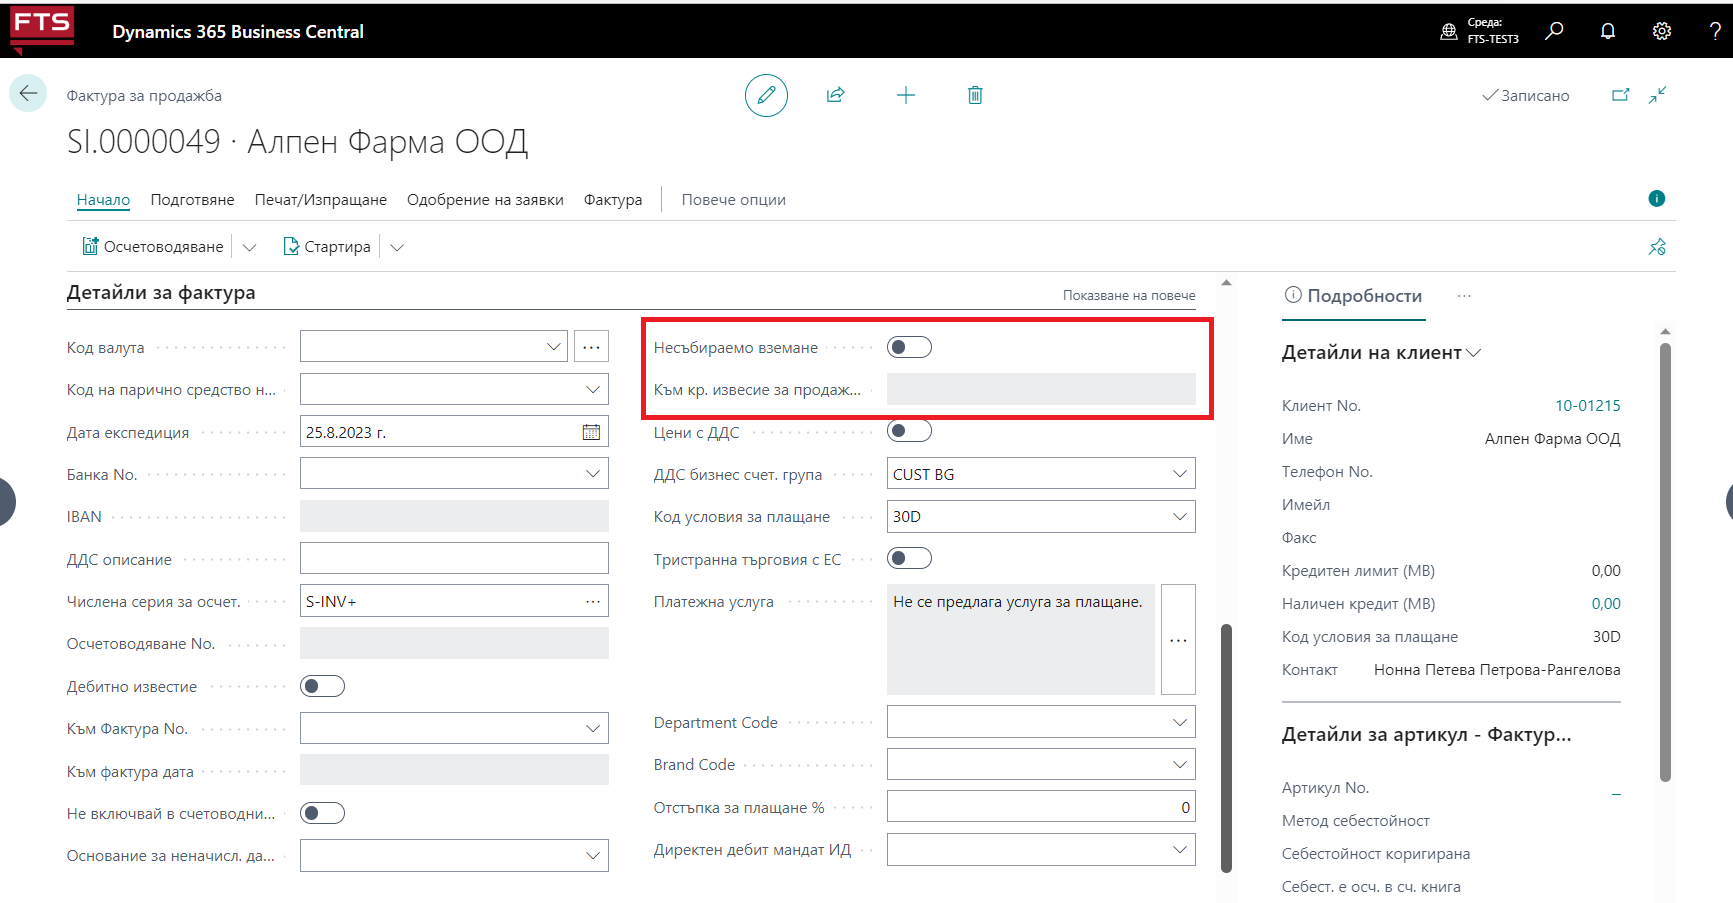 FTS
Dynamics 365 Business Central
Среда:
FTS-TEST3
?
Фактура за продажба
Записано
SI.0000049 · Алпен Фарма ООД
Начало Подготвяне Печат/Изпращане Одобрение на заявки Фактура Повече опции
Осчетоводяване Стартира
Детайли за фактура
Показване на повече
Код валута
Код на парично средство н...
Дата експедиция 25.8.2023 г.
Банка No.
IBAN
ДДС описание
Числена серия за осчет. S-INV+
Осчетоводяване No.
Дебитно известие
Към Фактура No.
Към фактура дата
Не включвай в счетоводни...
Основание за неначисл. да...
Несъбираемо вземане
Към кр. извесие за продаж...
Цени с ДДС
ДДС бизнес счет. група CUST BG
Код условия за плащане 30D
Тристранна търговия с ЕС
Платежна услуга Не се предлага услуга за плащане.
Department Code
Brand Code
Отстъпка за плащане % 0
Директен дебит мандат ИД
Подробности
Детайли на клиент
Клиент No. 10-01215
Име Алпен Фарма ООД
Телефон No.
Имейл
Факс
Кредитен лимит (МВ) 0,00
Наличен кредит (МВ) 0,00
Код условия за плащане 30D
Контакт Нонна Петева Петрова-Рангелова
Детайли за артикул - Фактур...
Артикул No. _
Метод себестойност
Себестойност коригирана
Себест. е осч. в сч. книга